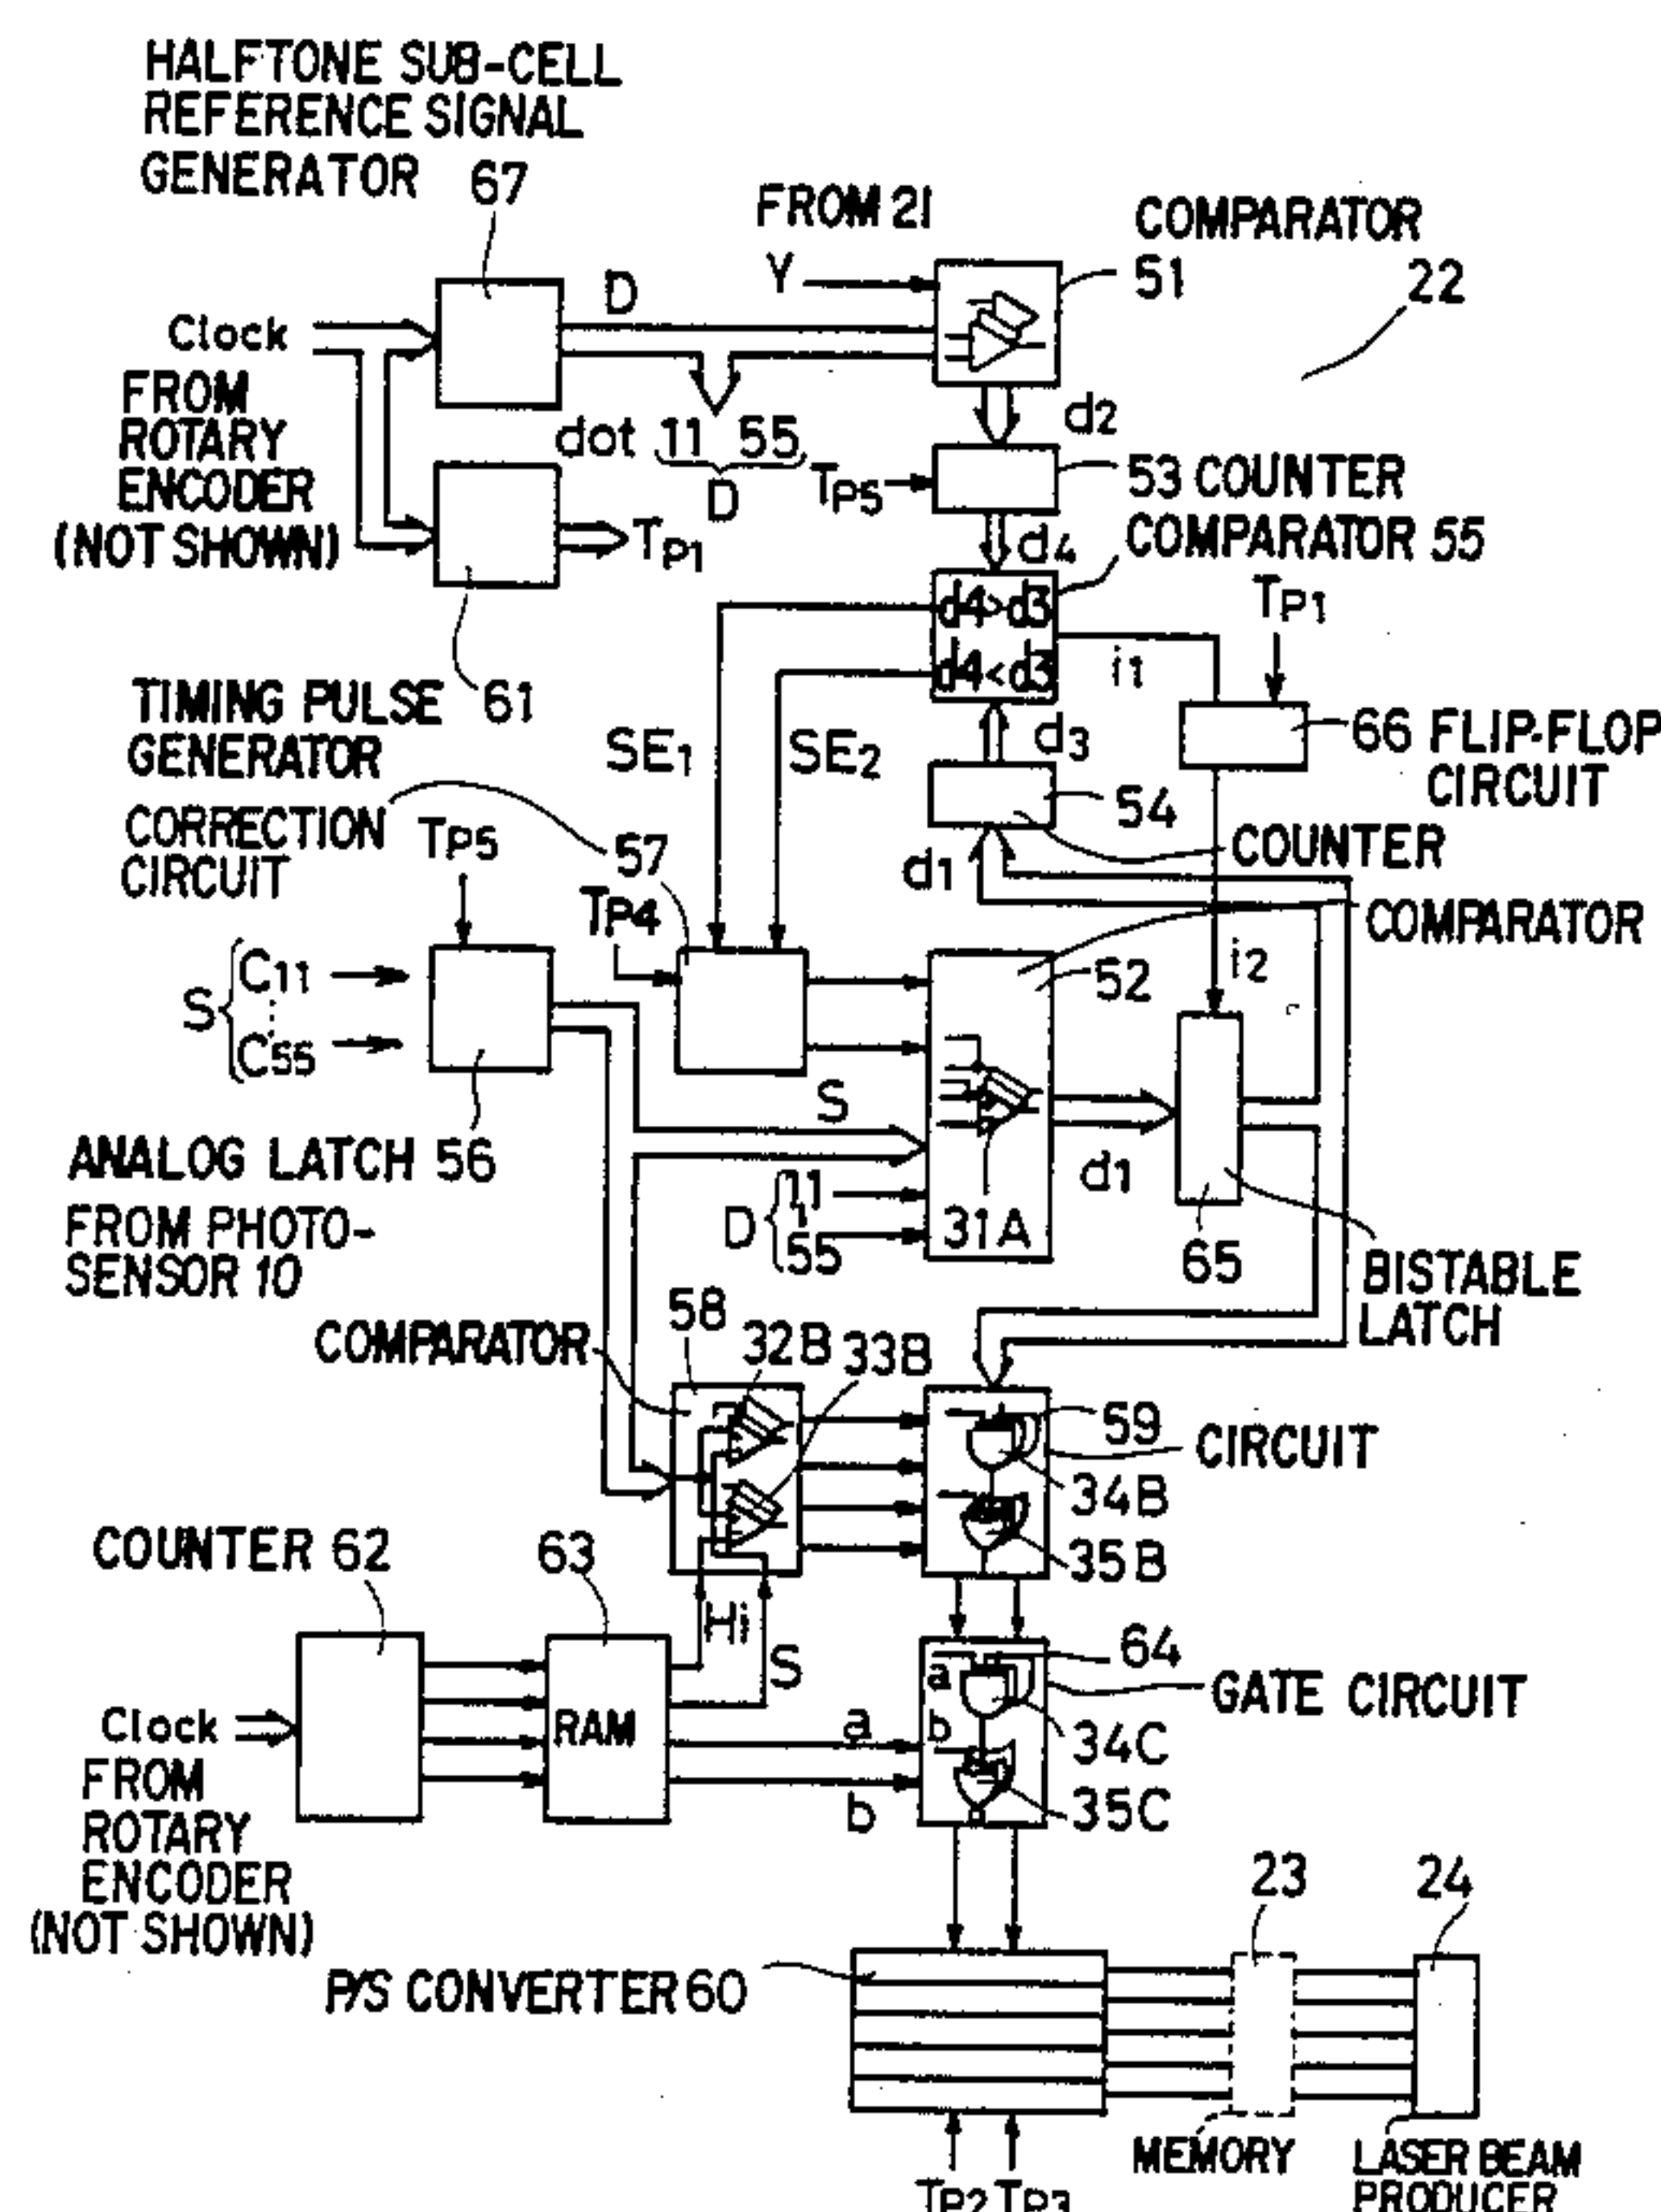 HALFTONE SUB-CELL
REFERENCE SIGNAL
GENERATOR 67
FROM 21
Y
COMPARATOR
51
22
D
Clock
FROM
ROTARY
ENCODER
(NOT SHOWN)
d2
dot 11 55
D
TP5
53 COUNTER
COMPARATOR 55
TP1
d4
d4>d3
d4<d3
i1
TP1
TIMING PULSE
GENERATOR
61
SE1
SE2
d3
66 FLIP-FLOP
CIRCUIT
54
COUNTER
CORRECTION
CIRCUIT
TP5
57
TP4
d1
COMPARATOR
52
i2
S
C11
C55
S
ANALOG LATCH 56
FROM PHOTO-
SENSOR 10
D
11
55
31A
d1
65
BISTABLE
LATCH
COMPARATOR
58
32B
33B
59
CIRCUIT
34B
35B
COUNTER 62
63
Hi
S
64
GATE CIRCUIT
a
b
34C
35C
Clock
FROM
ROTARY
ENCODER
(NOT SHOWN)
RAM
a
b
23
24
P/S CONVERTER 60
MEMORY
LASER BEAM
PRODUCER
TP2 TP3